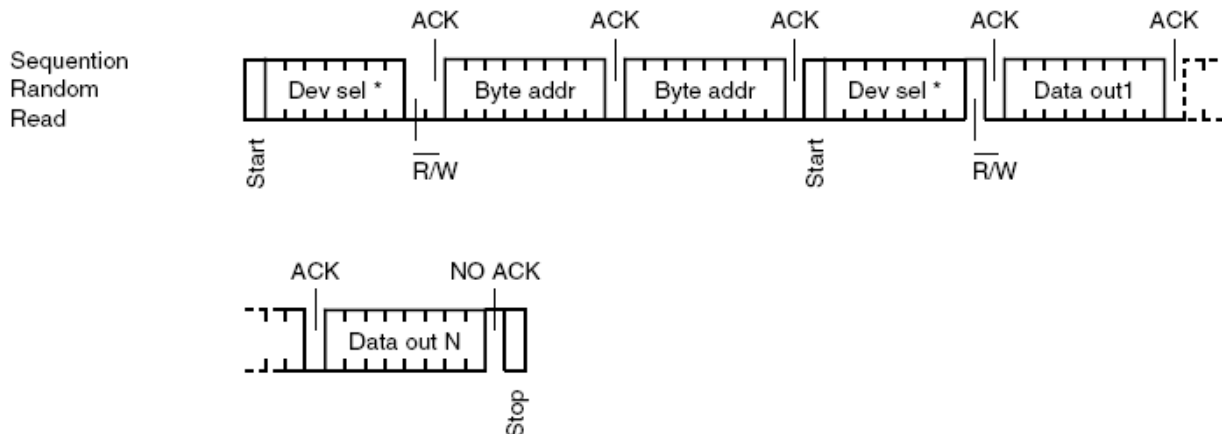 ACK ACK ACK ACK ACK
Sequention
Random
Read
Dev sel * Byte addr Byte addr Dev sel * Data out1
Start R/W Start R/W
ACK NO ACK
Data out N
Stop